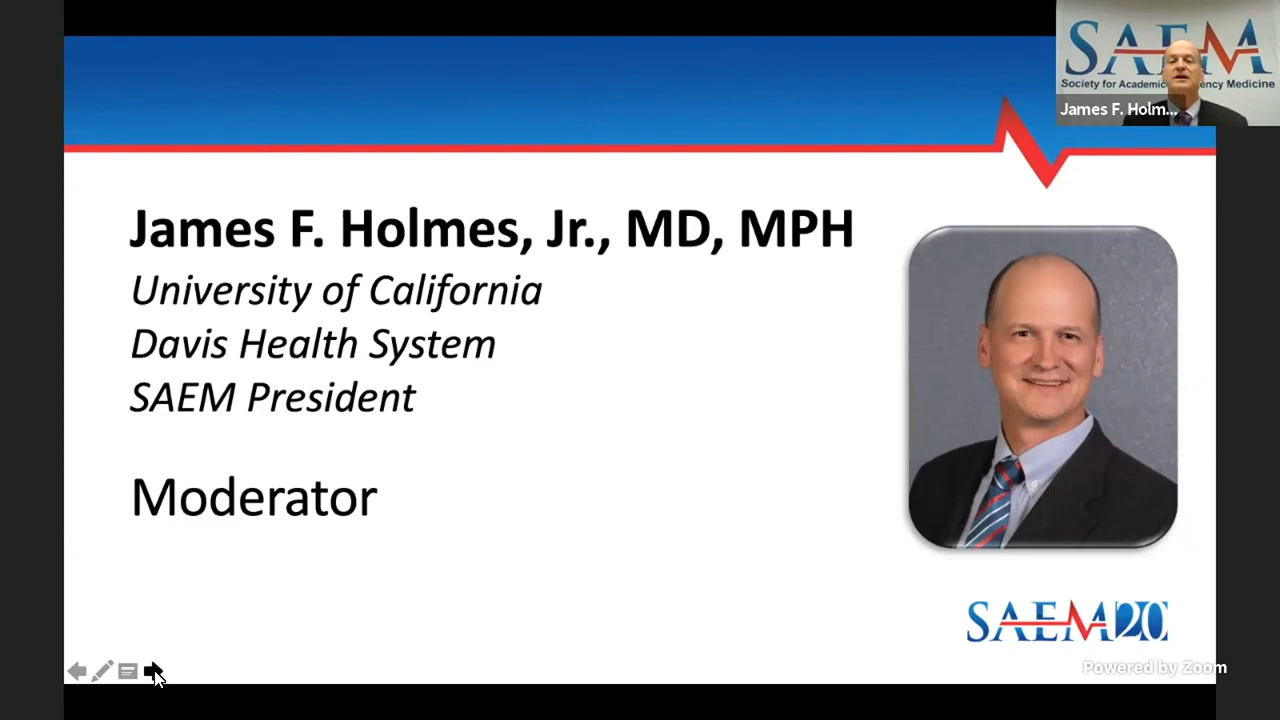 SAEM
Society for Academic ency Medicine
James F. Holm...
James F. Holmes, Jr., MD, MPH
University of California
Davis Health System
SAEM President
Moderator
SAEM20
Powered by Zoom